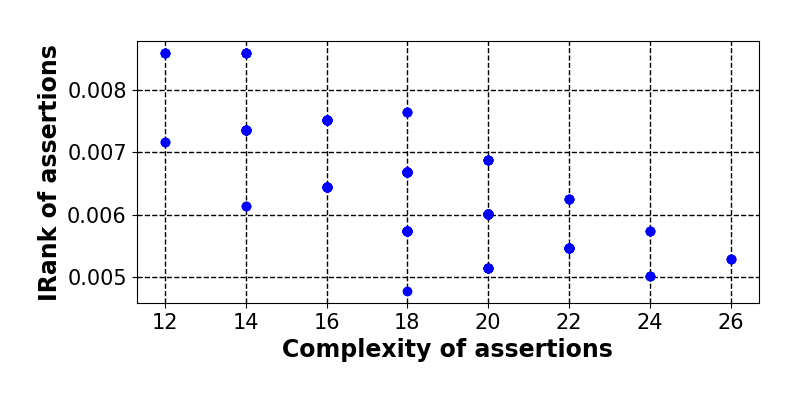 IRank of assertions
0.008
0.007
0.006
0.005
12 14 16 18 20 22 24 26
Complexity of assertions